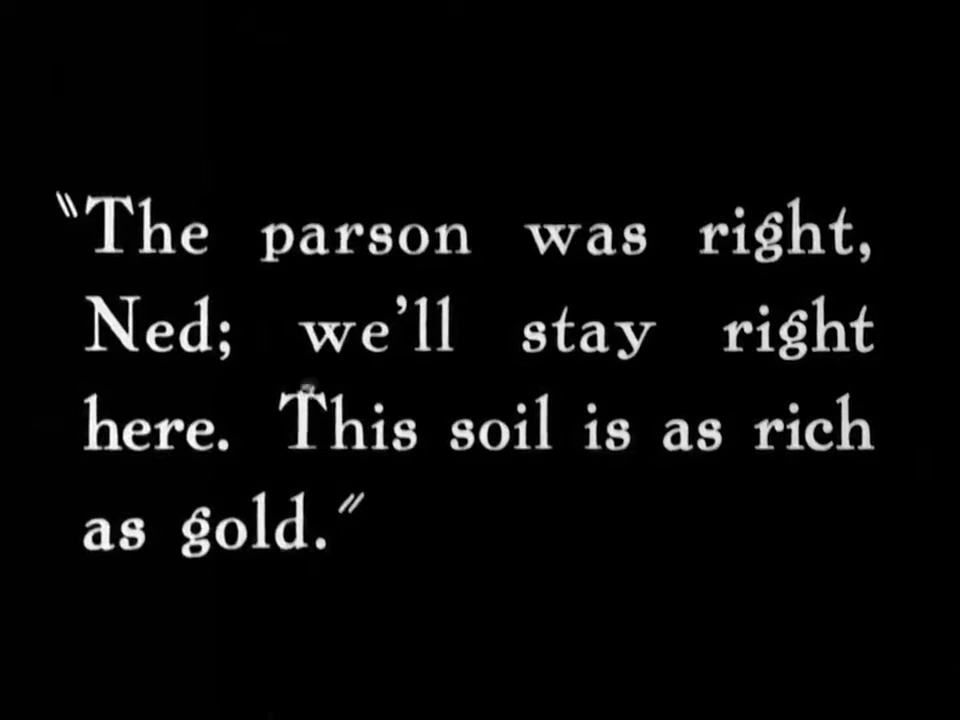 "The parson was right,
Ned; we'll stay right
here. This soil is as rich
as gold."